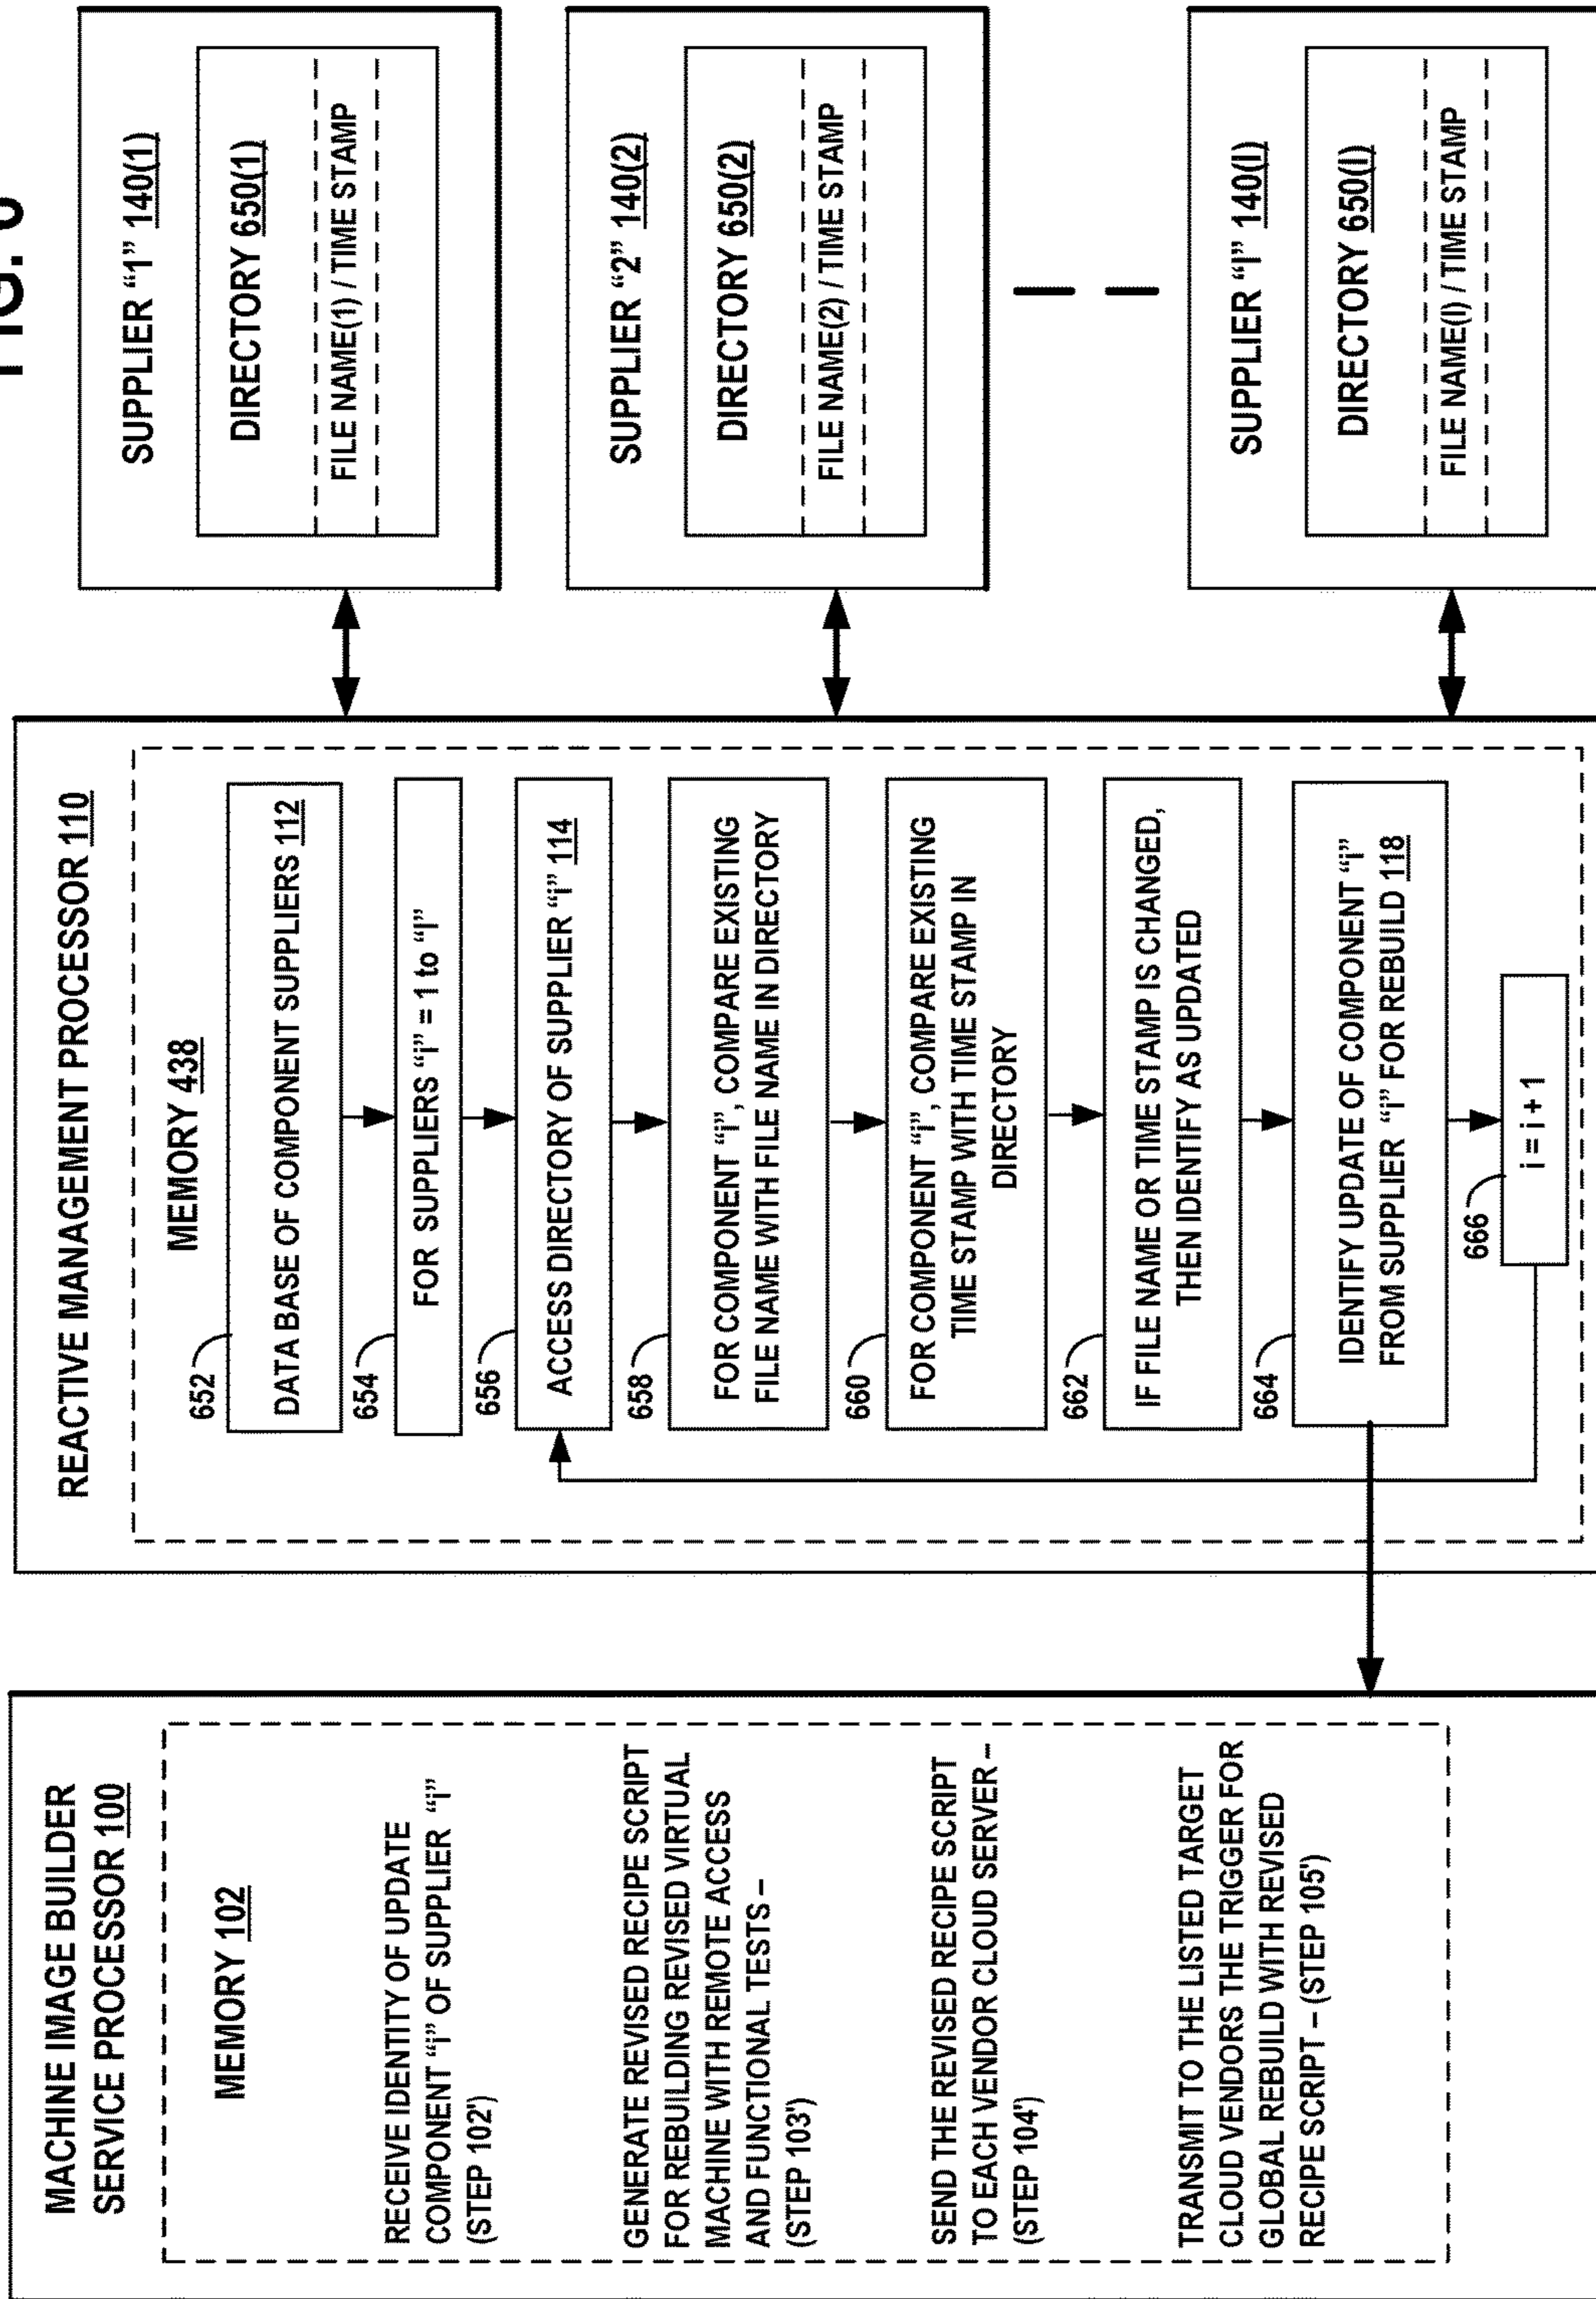 FIG.
MACHINE IMAGE BUILDER
SERVICE PROCESSOR 100
MEMORY 102
RECEIVE IDENTITY OF UPDATE
COMPONENT “i” OF SUPPLIER “i”
(STEP 102')
GENERATE REVISED RECIPE SCRIPT
FOR REBUILDING REVISED VIRTUAL
MACHINE WITH REMOTE ACCESS
AND FUNCTIONAL TESTS –
(STEP 103')
SEND THE REVISED RECIPE SCRIPT
TO EACH VENDOR CLOUD SERVER –
(STEP 104')
TRANSMIT TO THE LISTED TARGET
CLOUD VENDORS THE TRIGGER FOR
GLOBAL REBUILD WITH REVISED
RECIPE SCRIPT – (STEP 105')
REACTIVE MANAGEMENT PROCESSOR 110
MEMORY 438
652
DATA BASE OF COMPONENT SUPPLIERS 112
654
FOR SUPPLIERS “i” = 1 to “I”
656
ACCESS DIRECTORY OF SUPPLIER “i” 114
658
FOR COMPONENT “i”, COMPARE EXISTING
FILE NAME WITH FILE NAME IN DIRECTORY
660
FOR COMPONENT “i”, COMPARE EXISTING
TIME STAMP WITH TIME STAMP IN
DIRECTORY
662
IF FILE NAME OR TIME STAMP IS CHANGED,
THEN IDENTIFY AS UPDATED
664
IDENTIFY UPDATE OF COMPONENT “i”
FROM SUPPLIER “i” FOR REBUILD 118
666
i = i + 1
SUPPLIER “1” 140(1)
DIRECTORY 650(1)
FILE NAME(1) / TIME STAMP
SUPPLIER “2” 140(2)
DIRECTORY 650(2)
FILE NAME(2) / TIME STAMP
SUPPLIER “I” 140(I)
DIRECTORY 650(I)
FILE NAME(I) / TIME STAMP